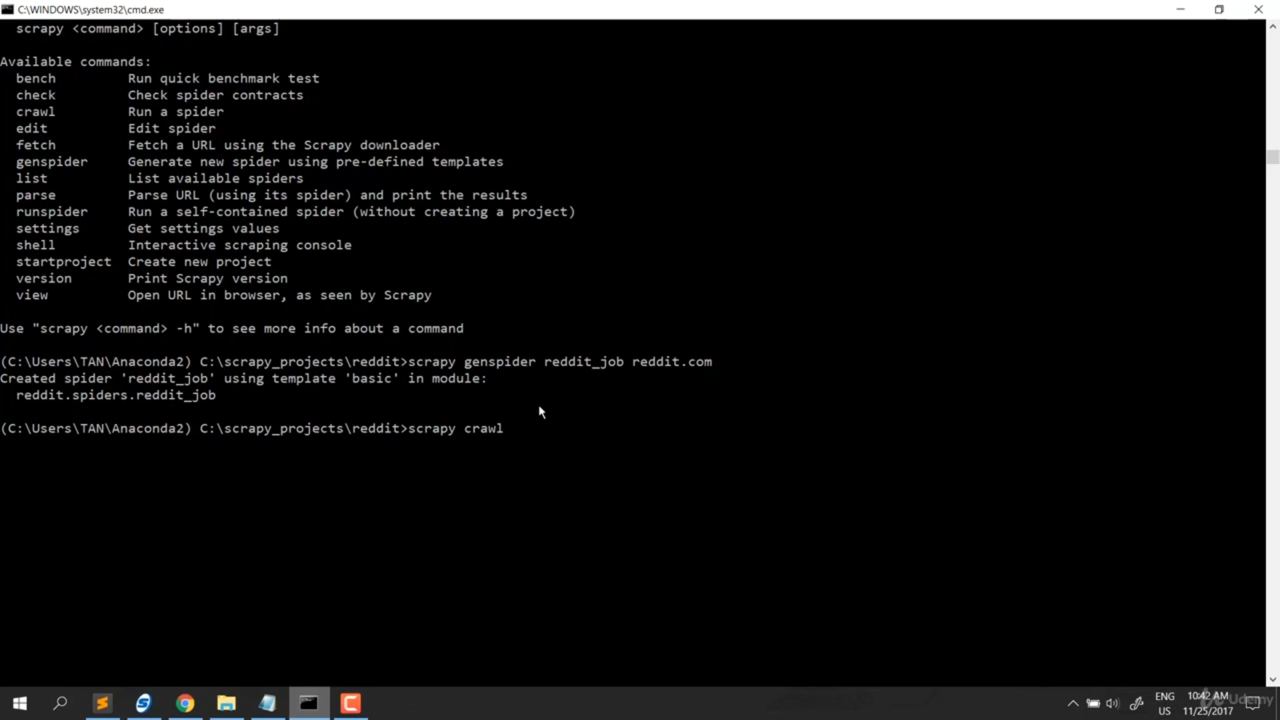 C:\WINDOWS\system32\cmd.exe
scrapy <command> [options] [args]
Available commands:
bench Run quick benchmark test
check Check spider contracts
crawl Run a spider
edit Edit spider
fetch Fetch a URL using the Scrapy downloader
genspider Generate new spider using pre-defined templates
list List available spiders
parse Parse URL (using its spider) and print the results
runspider Run a self-contained spider (without creating a project)
settings Get settings values
shell Interactive scraping console
startproject Create new project
version Print Scrapy version
view Open URL in browser, as seen by Scrapy
Use "scrapy <command> -h" to see more info about a command
(C:\Users\TAN\Anaconda2) C:\scrapy_projects\reddit>scrapy genspider reddit_job reddit.com
Created spider 'reddit_job' using template 'basic' in module:
reddit.spiders.reddit_job
(C:\Users\TAN\Anaconda2) C:\scrapy_projects\reddit>scrapy crawl
ENG 10:42 AM
US 11/25/2017
Udemy